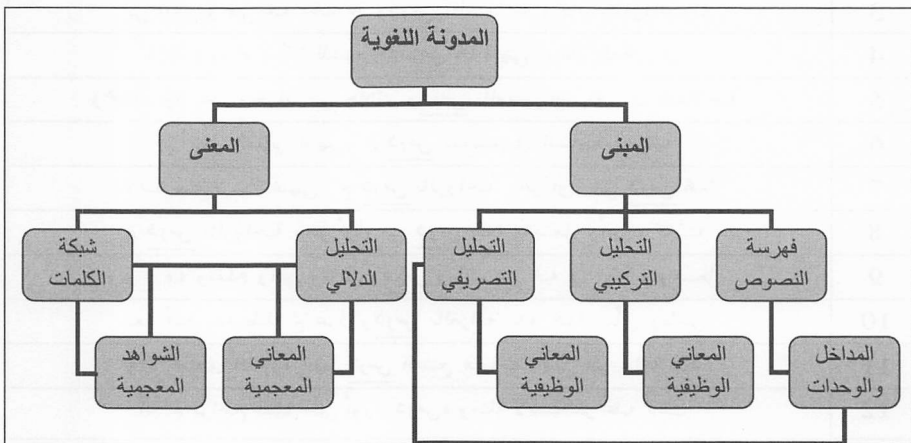 المدونة اللغوية
المبنى
المعنى
فهرسة
النصوص
التحليل
التركيبي
التحليل
التصريفي
التحليل
الدلالي
شبكة
الكلمات
المداخل
والوحدات
المعاني
الوظيفية
المعاني
الوظيفية
المعاني
المعجمية
الشواهد
المعجمية